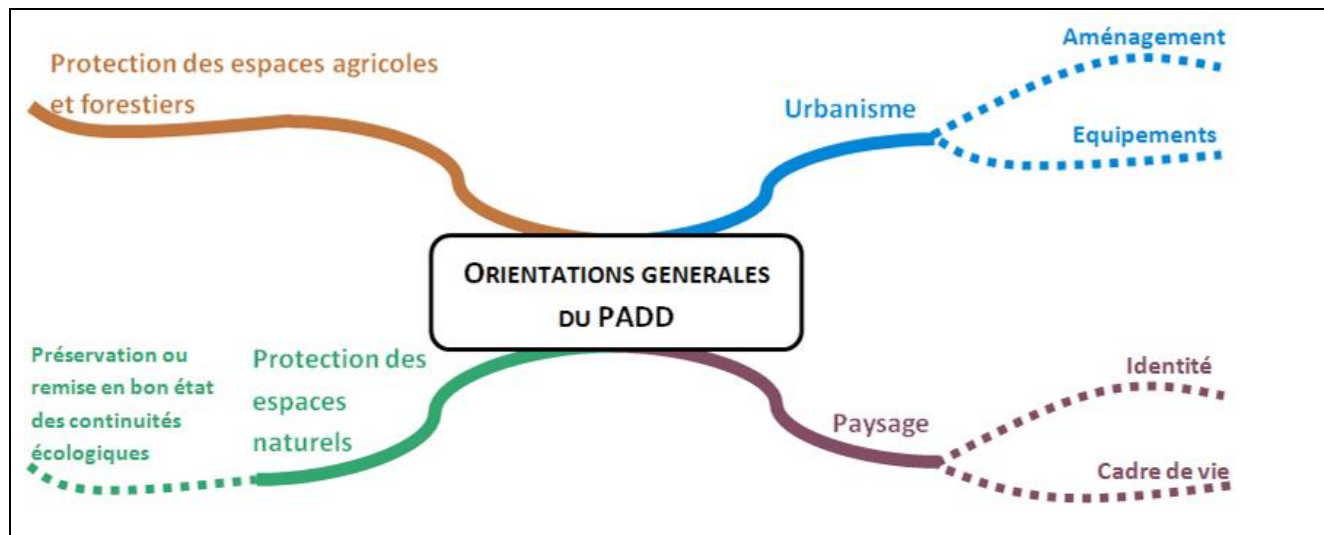 Protection des espaces agricoles
et forestiers
Urbanisme
Aménagement
Equipements
ORIENTATIONS GENERALES
DU PADD
Préservation ou
remise en bon état
des continuités
écologiques
Protection des
espaces
naturels
Paysage
Identité
Cadre de vie